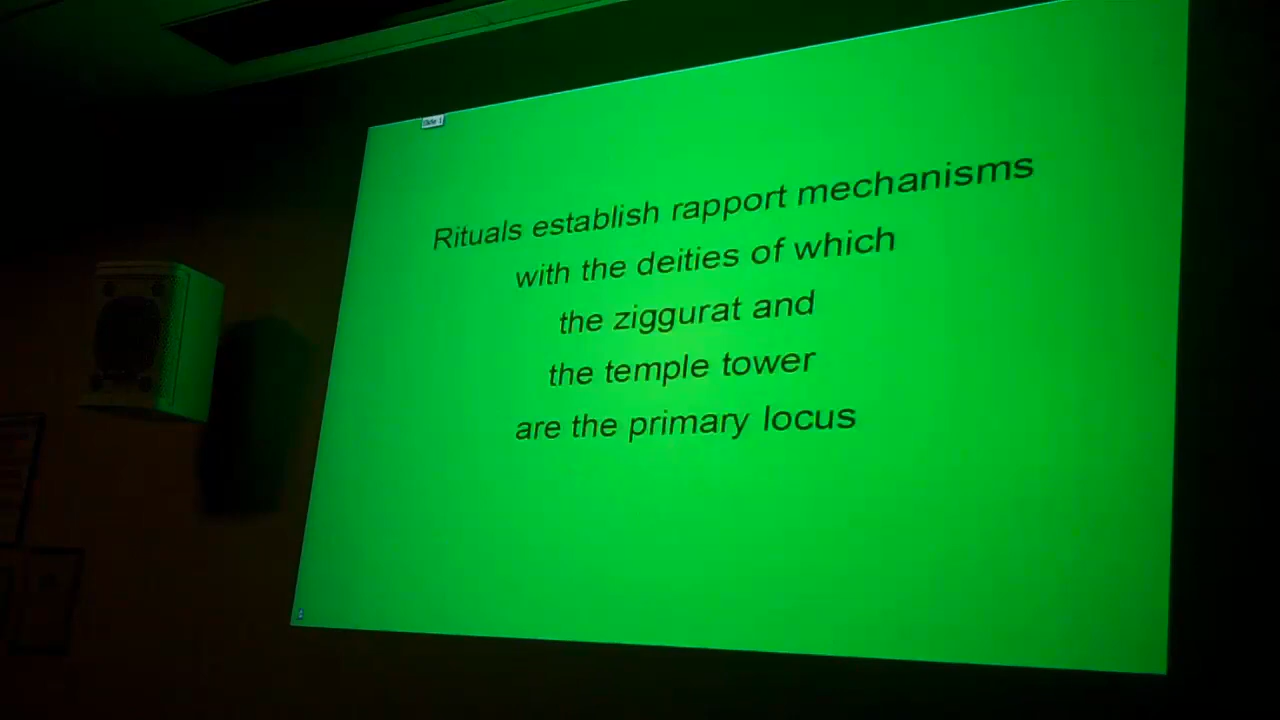 Rituals establish rapport mechanisms
with the deities of which
the ziggurat and
the temple tower
are the primary locus